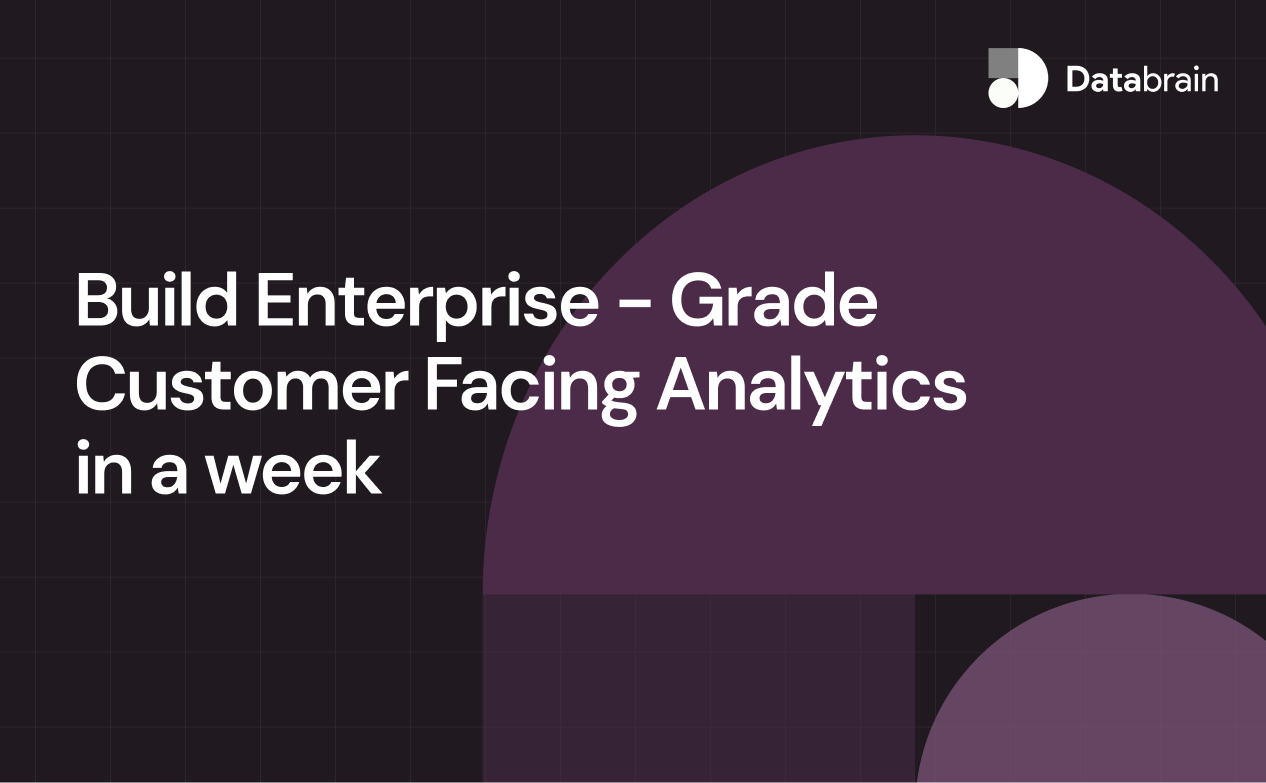 Databrain
Build Enterprise – Grade
Customer Facing Analytics
in a week